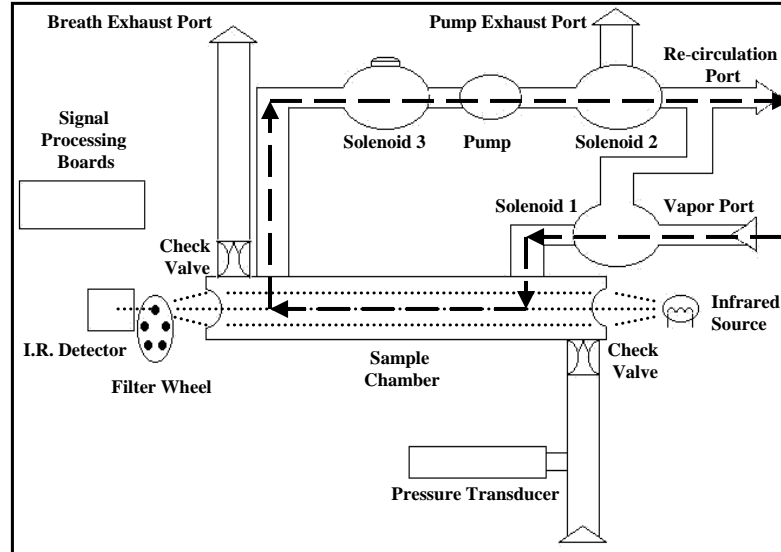 Breath Exhaust Port
Pump Exhaust Port
Re-circulation
Port
Signal
Processing
Boards
Solenoid 3
Pump
Solenoid 2
Solenoid 1
Vapor Port
Check
Valve
Infrared
Source
I.R. Detector
Sample
Chamber
Check
Valve
Filter Wheel
Pressure Transducer